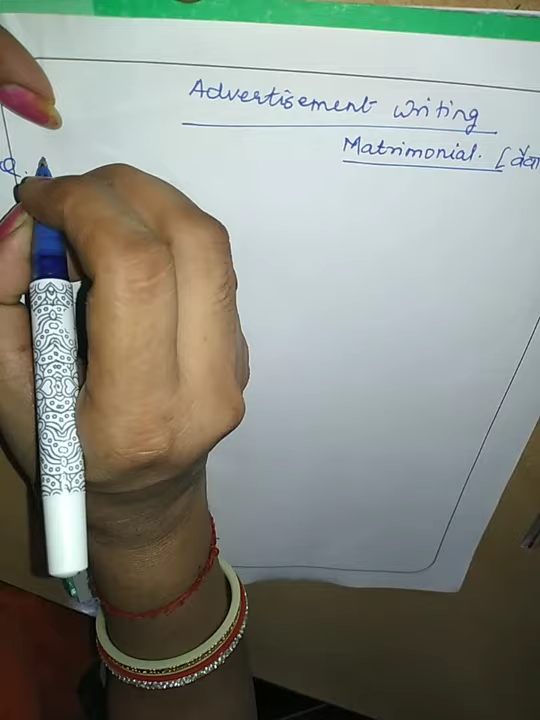 Advertisement writing
Matrimonial. [
Q.